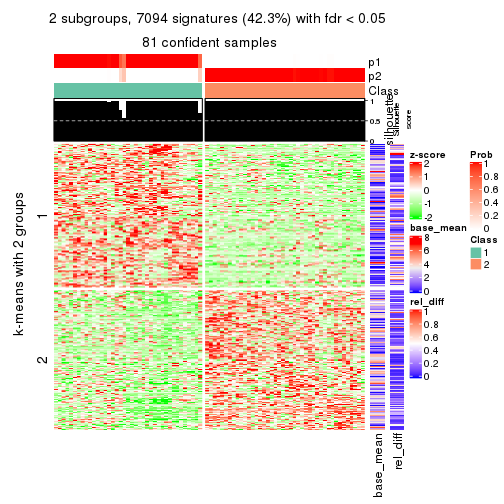 2 subgroups, 7094 signatures (42.3%) with fdr < 0.05
81 confident samples
p1
p2
Class
1
0.5
0
silhouette
Silhouette
score
k-means with 2 groups
1
2
base_mean
rel_diff
z-score
2
1
0
-1
-2
base_mean
8
6
4
2
0
rel_diff
1
0.8
0.6
0.4
0.2
0
Prob
1
0.8
0.6
0.4
0.2
0
Class
1
2